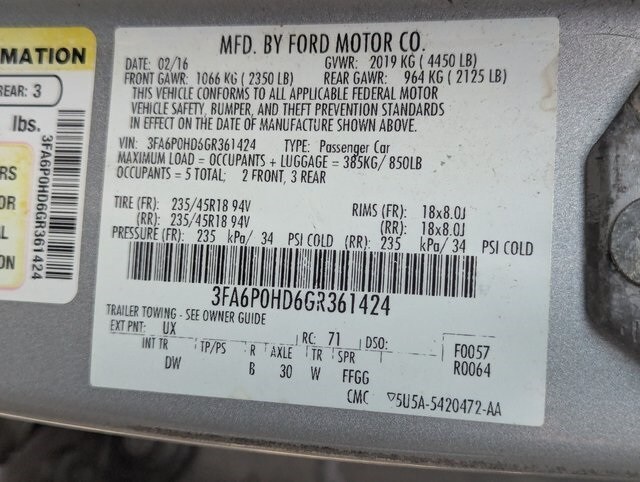 MATION
REAR: 3
lbs.
3FA6P0HD6GR361424
ERS
OR
AL
ION
MFD. BY FORD MOTOR CO.
DATE: 02/16 GVWR: 2019 KG ( 4450 LB)
FRONT GAWR: 1066 KG ( 2350 LB) REAR GAWR: 964 KG ( 2125 LB)
THIS VEHICLE CONFORMS TO ALL APPLICABLE FEDERAL MOTOR
VEHICLE SAFETY, BUMPER, AND THEFT PREVENTION STANDARDS
IN EFFECT ON THE DATE OF MANUFACTURE SHOWN ABOVE.
VIN: 3FA6P0HD6GR361424 TYPE: Passenger Car
MAXIMUM LOAD = OCCUPANTS + LUGGAGE = 385KG/ 850LB
OCCUPANTS = 5 TOTAL; 2 FRONT, 3 REAR
TIRE (FR): 235/45R18 94V RIMS (FR): 18x8.0J
(RR): 235/45R18 94V (RR): 18x8.0J
PRESSURE (FR): 235 kPa/ 34 PSI COLD (RR): 235 kPa/ 34 PSI COLD
3FA6P0HD6GR361424
TRAILER TOWING - SEE OWNER GUIDE
EXT PNT: UX RC: 71 DSO: F0057
INT TR TP/PS R AXLE TR SPR R0064
DW B 30 W FFGG
CMC 5U5A-5420472-AA